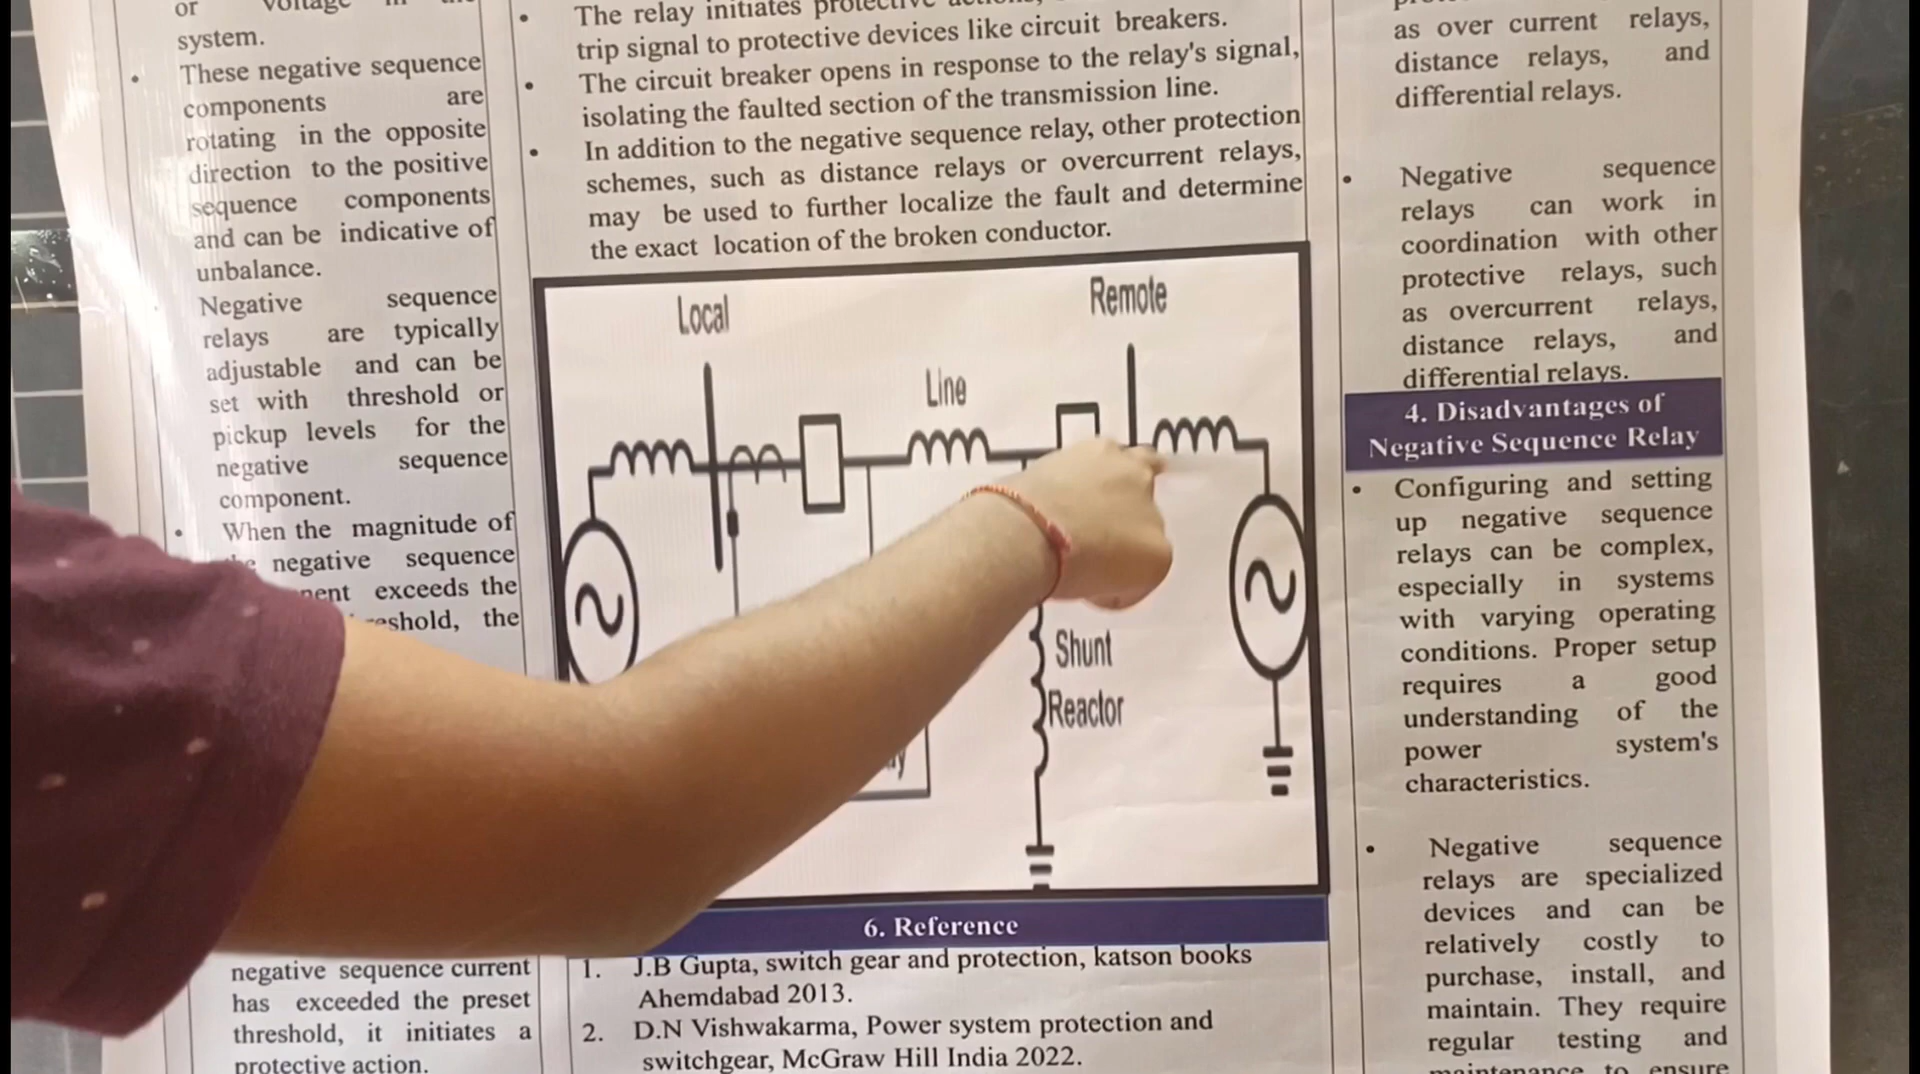 or voltage in the
system.
These negative sequence
components are
rotating in the opposite
direction to the positive
sequence components
and can be indicative of
unbalance.
Negative sequence
relays are typically
adjustable and can be
set with threshold or
pickup levels for the
negative sequence
component.
When the magnitude of
negative sequence
exceeds the
the
negative sequence current
has exceeded the preset
threshold, it initiates a
protective action.
The relay initiates protective
trip signal to protective devices like circuit breakers.
The circuit breaker opens in response to the relay's signal,
isolating the faulted section of the transmission line.
In addition to the negative sequence relay, other protection
schemes, such as distance relays or overcurrent relays,
may be used to further localize the fault and determine
the exact location of the broken conductor.
Local
Remote
Line
Shunt
Reactor
6. Reference
1. J.B Gupta, switch gear and protection, katson books
Ahemdabad 2013.
2. D.N Vishwakarma, Power system protection and
switchgear, McGraw Hill India 2022.
as over current relays,
distance relays, and
differential relays.
Negative sequence
relays can work in
coordination with other
protective relays, such
as overcurrent relays,
distance relays, and
differential relays.
4. Disadvantages of
Negative Sequence Relay
Configuring and setting
up negative sequence
relays can be complex,
especially in systems
with varying operating
conditions. Proper setup
requires a good
understanding of the
power system's
characteristics.
Negative sequence
relays are specialized
devices and can be
relatively costly to
purchase, install, and
maintain. They require
regular testing and
maintenance to ensure